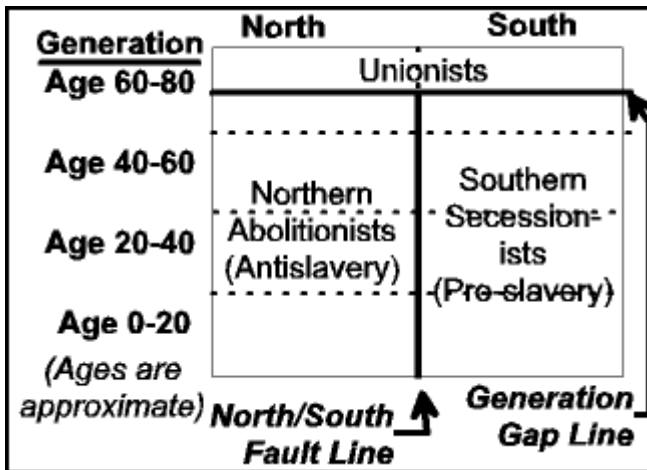 North South
Generation
Unionists
Age 60-80
Age 40-60
Northern
Abolitionists
(Antislavery)
Southern
Secession-
ists
(Pro-slavery)
Age 20-40
Age 0-20
(Ages are
approximate)
North/South
Fault Line
Generation
Gap Line